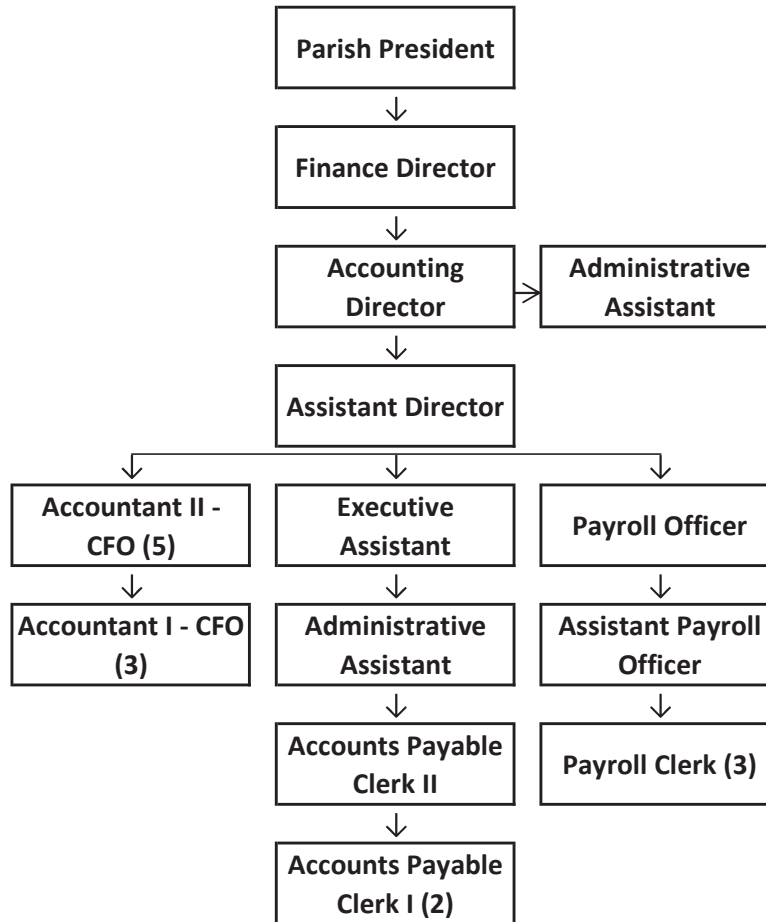 Parish President
Finance Director
Accounting
Director
Administrative
Assistant
Assistant Director
Accountant II -
CFO (5)
Executive
Assistant
Payroll Officer
Accountant I - CFO
(3)
Administrative
Assistant
Assistant Payroll
Officer
Accounts Payable
Clerk II
Payroll Clerk (3)
Accounts Payable
Clerk I (2)